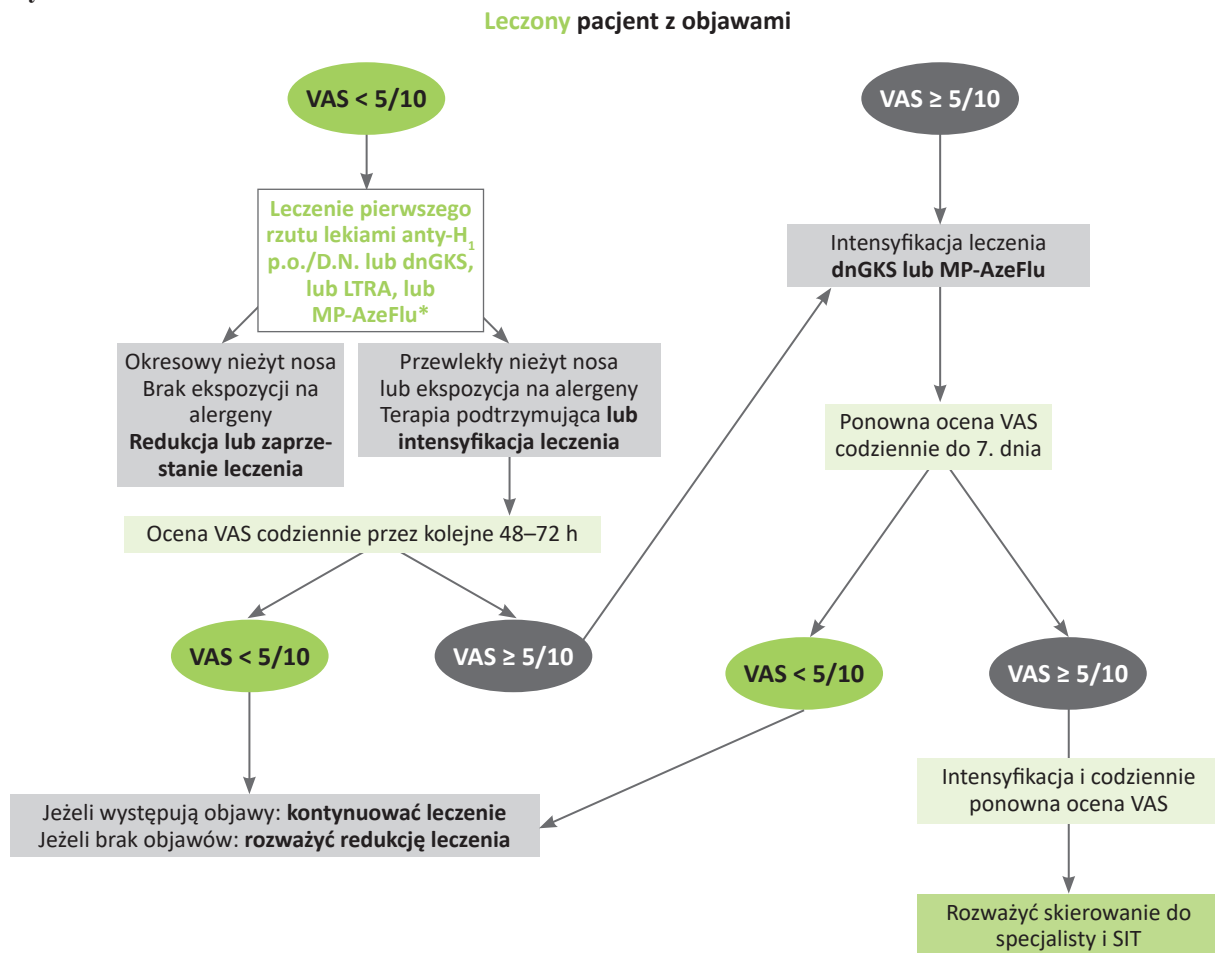 Leczony pacjent z objawami
VAS < 5/10
VAS ≥ 5/10
Leczenie pierwszego
rzutu lekiami anty-H1
p.o./D.N. lub dnGKS,
lub LTRA, lub
MP-AzeFlu*
Intensyfikacja leczenia
dnGKS lub MP-AzeFlu
Okresowy nieżyt nosa
Brak ekspozycji na
alergeny
Redukcja lub zaprze-
stanie leczenia
Przewlekły nieżyt nosa
lub ekspozycja na alergeny
Terapia podtrzymująca lub
intensyfikacja leczenia
Ponowna ocena VAS
codziennie do 7. dnia
Ocena VAS codziennie przez kolejne 48–72 h
VAS < 5/10
VAS ≥ 5/10
VAS < 5/10
VAS ≥ 5/10
Jeżeli występują objawy: kontynuować leczenie
Jeżeli brak objawów: rozważyć redukcję leczenia
Intensyfikacja i codziennie
ponowna ocena VAS
Rozważyć skierowanie do
specjalisty i SIT